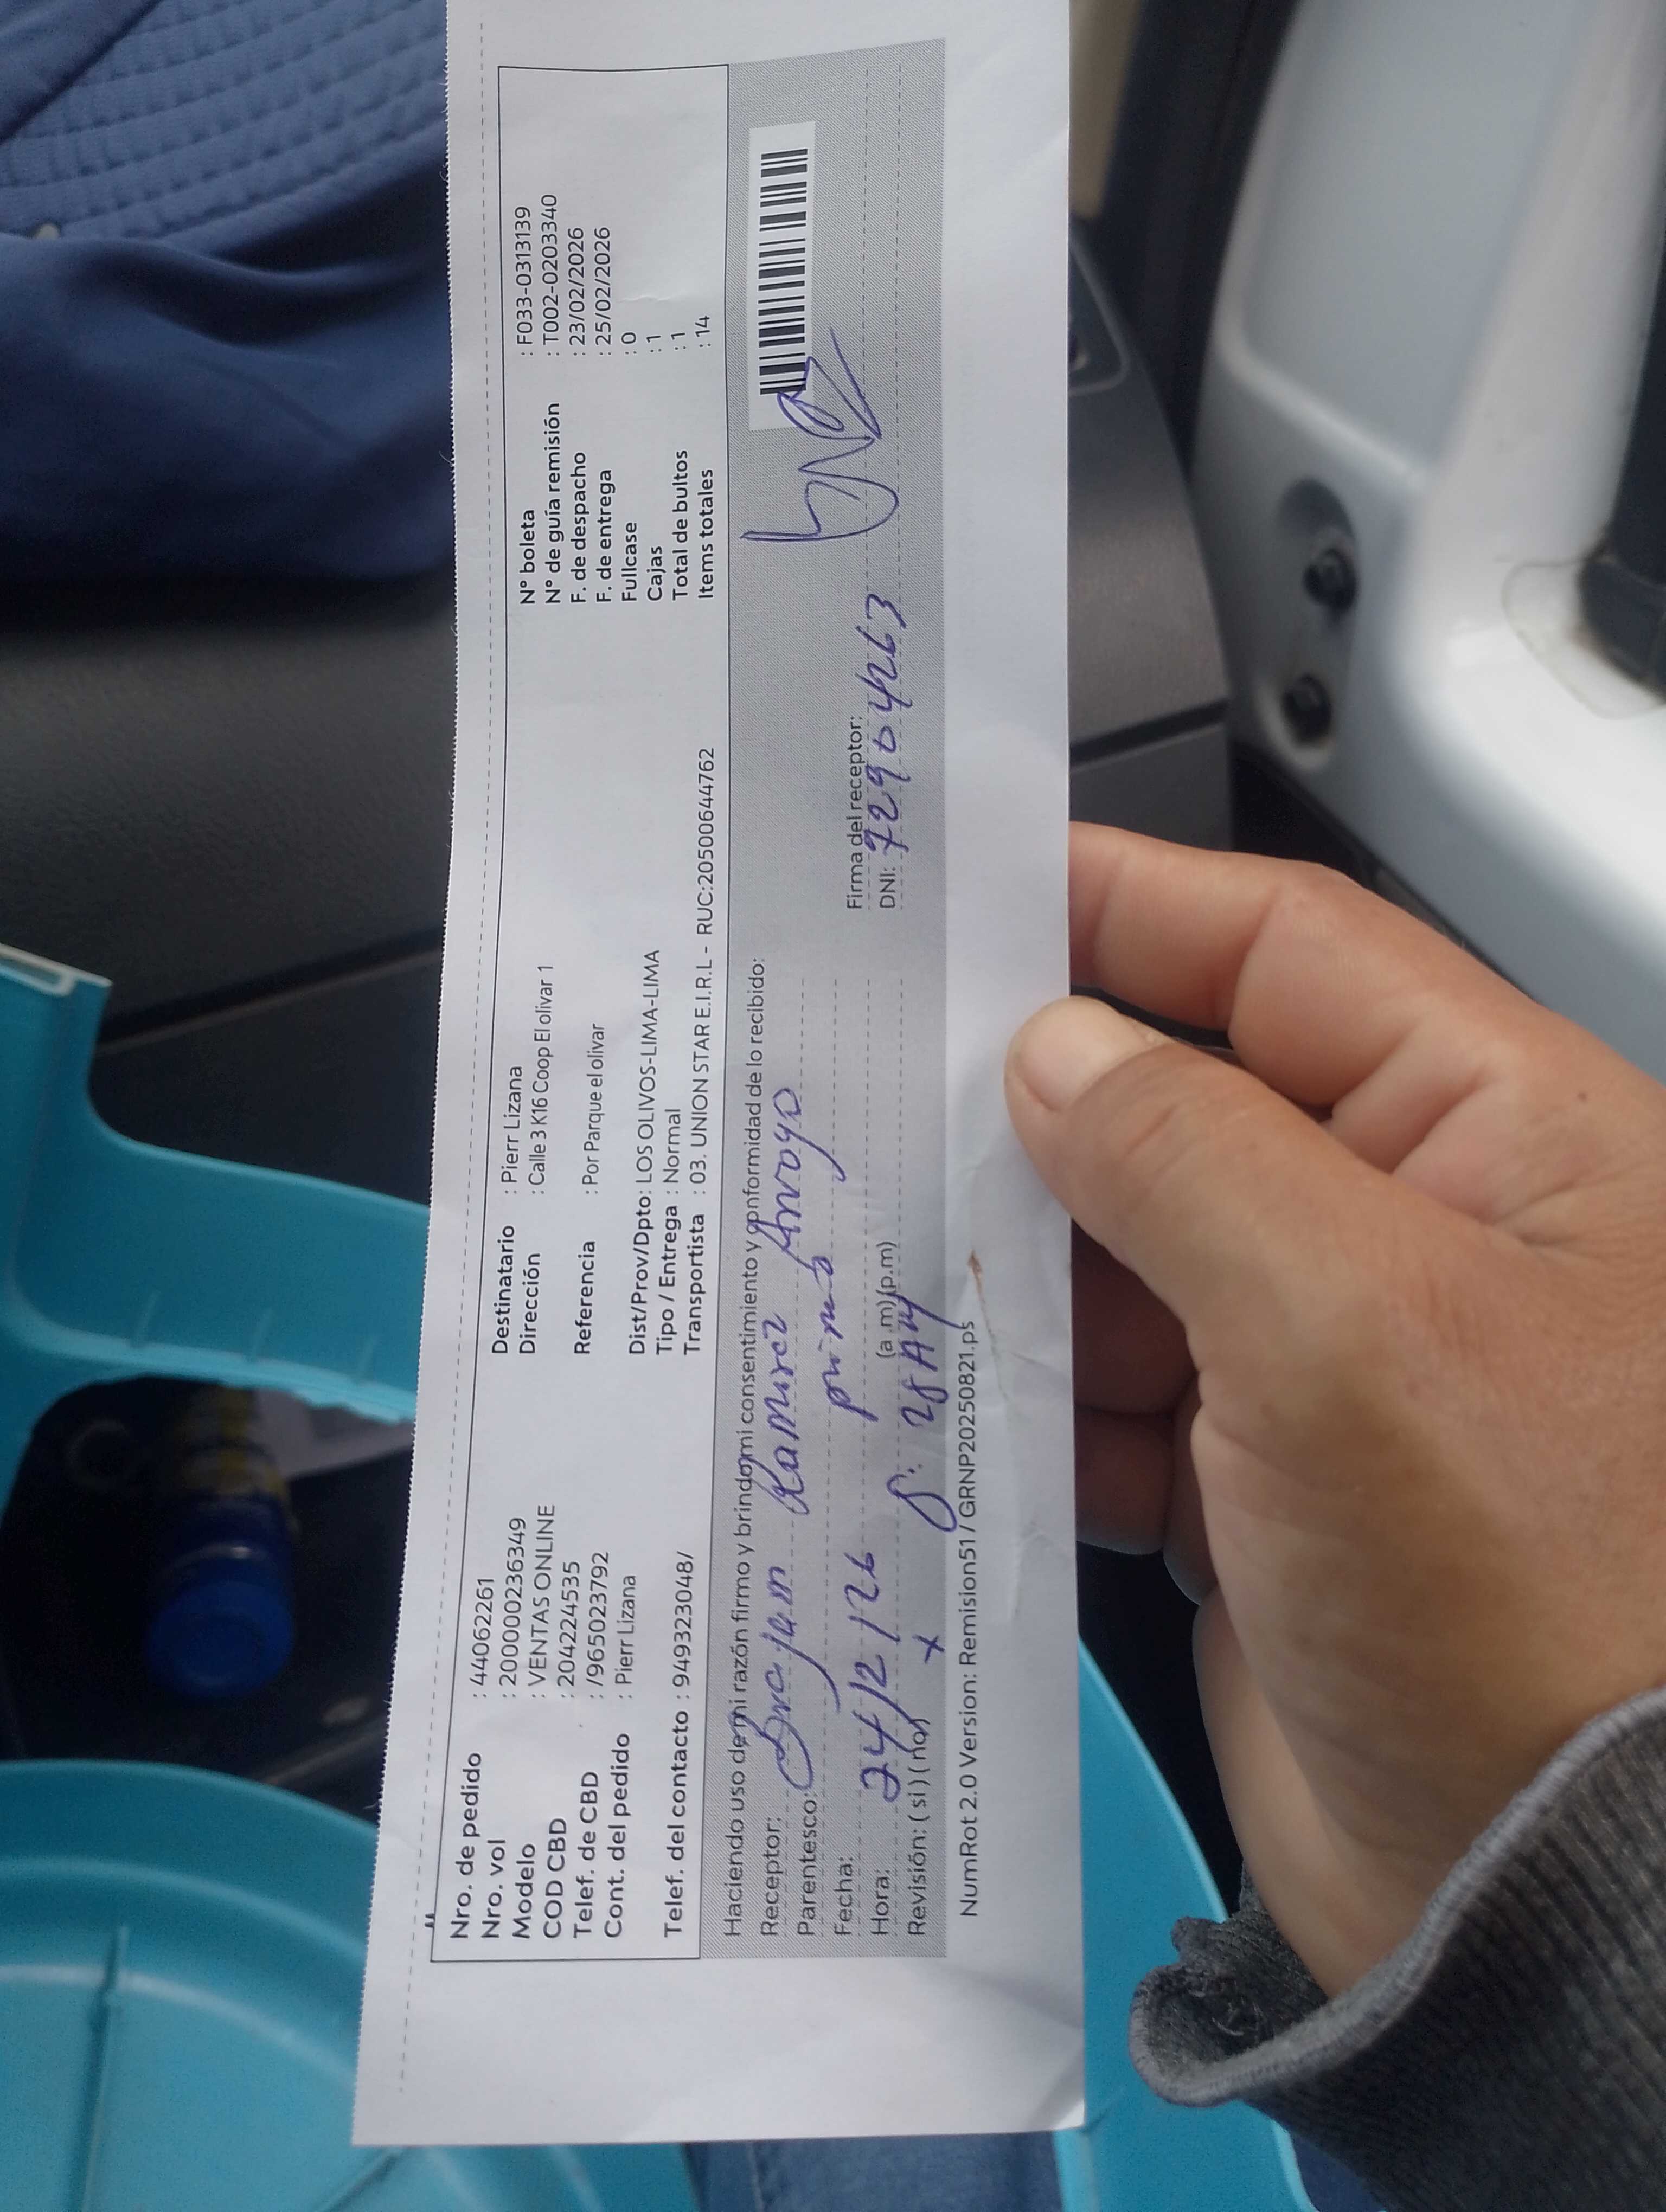 Nro. de pedido : 44062261
Nro. vol : 2000000236349
Modelo : VENTAS ONLINE
COD CBD : 204224535
Telef. de CBD : /965023792
Cont. del pedido : Pierr Lizana
Telef. del contacto : 949323048/
Destinatario : Pierr Lizana
Dirección : Calle 3 K16 Coop El olivar 1
Referencia : Por Parque el olivar
Dist/Prov/Dpto: LOS OLIVOS-LIMA-LIMA
Tipo / Entrega : Normal
Transportista : 03. UNION STAR E.I.R.L - RUC:20500644762
N° boleta : F033-0313139
N° de guía remisión : T002-0203340
F. de despacho : 23/02/2026
F. de entrega : 25/02/2026
Fullcase : 0
Cajas : 1
Total de bultos : 1
Items totales : 14
Haciendo uso de mi razón firmo y brindo mi consentimiento y conformidad de lo recibido:
Receptor: Brajam Ramirez Arroyo
Parentesco: primo
Fecha: 24/2/26
Hora: 8: 28 AM (a .m) (p.m)
Revisión: ( si ) ( no) x
Firma del receptor:
DNI: 72904263
NumRot 2.0 Version: Remision51 / GRNP20250821.ps